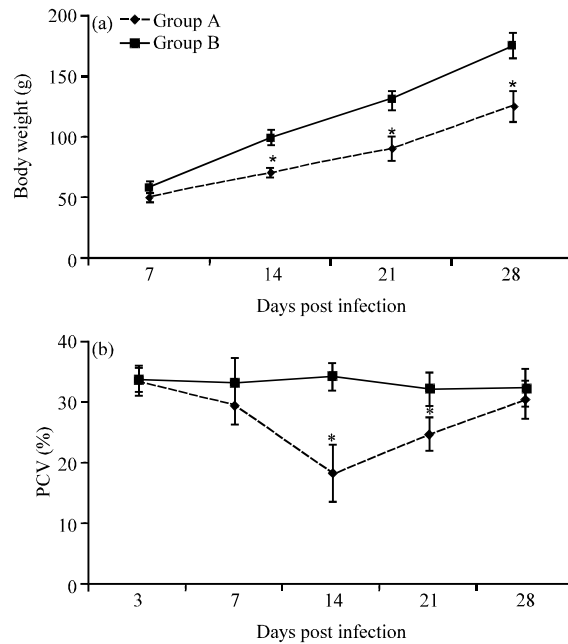 (a)
Group A
Group B
200
150
100
50
0
Body weight (g)
*
*
*
7 14 21 28
Days post infection
(b)
40
30
20
10
0
PCV (%)
*
*
3 7 14 21 28
Days post infection